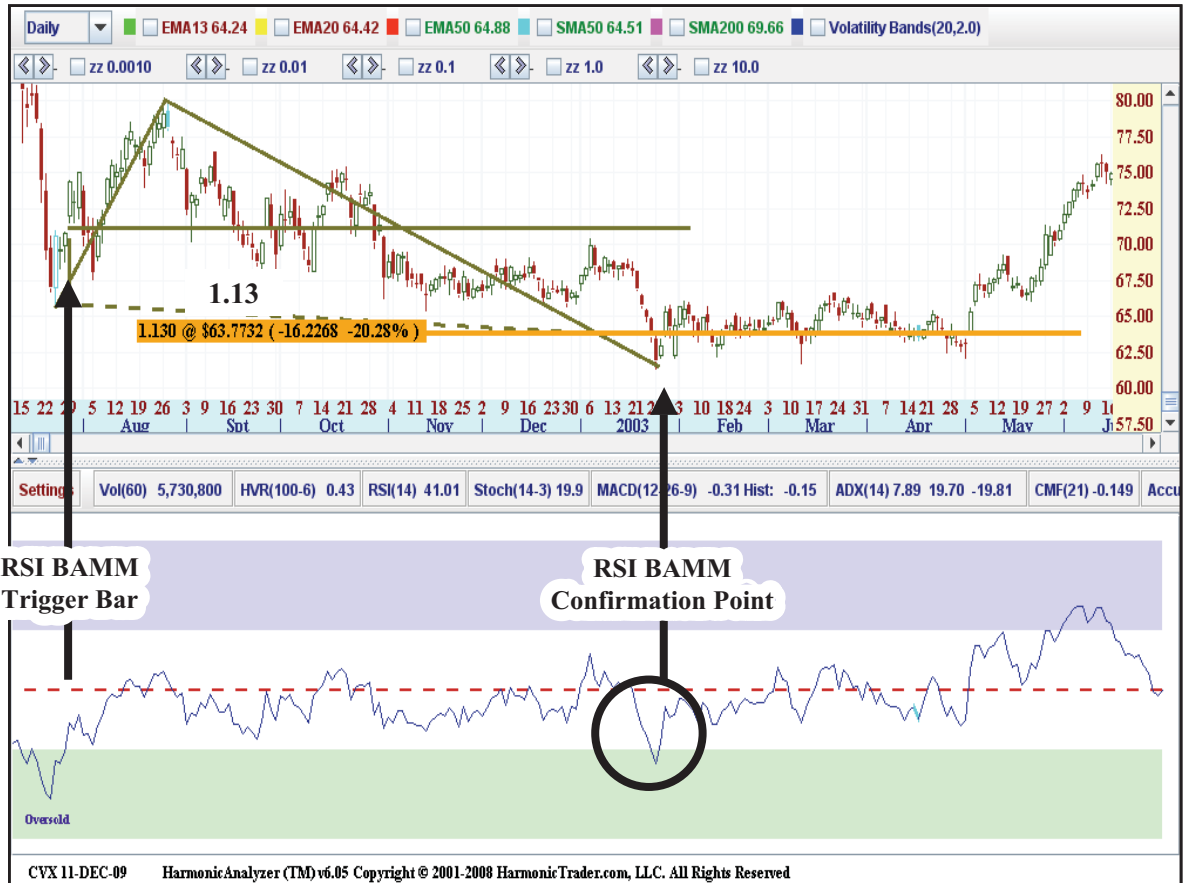 Daily EMA13 64.24 EMA20 64.42 EMA50 64.88 SMA50 64.51 SMA200 69.66 Volatility Bands(20,2.0)
zz 0.0010 zz 0.01 zz 0.1 zz 1.0 zz 10.0
80.00
77.50
75.00
72.50
70.00
67.50
65.00
62.50
60.00
57.50
1.13
1.130 @ $63.7732 ( -16.2268 -20.28% )
15 22 29 5 12 19 26 3 9 16 23 30 7 14 21 28 4 11 18 25 2 9 16 23 30 6 13 21 3 10 18 24 3 10 17 24 31 7 14 21 28 5 12 19 27 2 9
Aug Spt Oct Nov Dec 2003 Feb Mar Apr May
Settings Vol(60) 5,730,800 HVR(100-6) 0.43 RSI(14) 41.01 Stoch(14-3) 19.9 MACD(12-26-9) -0.31 Hist: -0.15 ADX(14) 7.89 19.70 -19.81 CMF(21) -0.149 Accu
RSI BAMM
Trigger Bar
RSI BAMM
Confirmation Point
Oversold
CVX 11-DEC-09 HarmonicAnalyzer (TM) v6.05 Copyright © 2001-2008 HarmonicTrader.com, LLC. All Rights Reserved